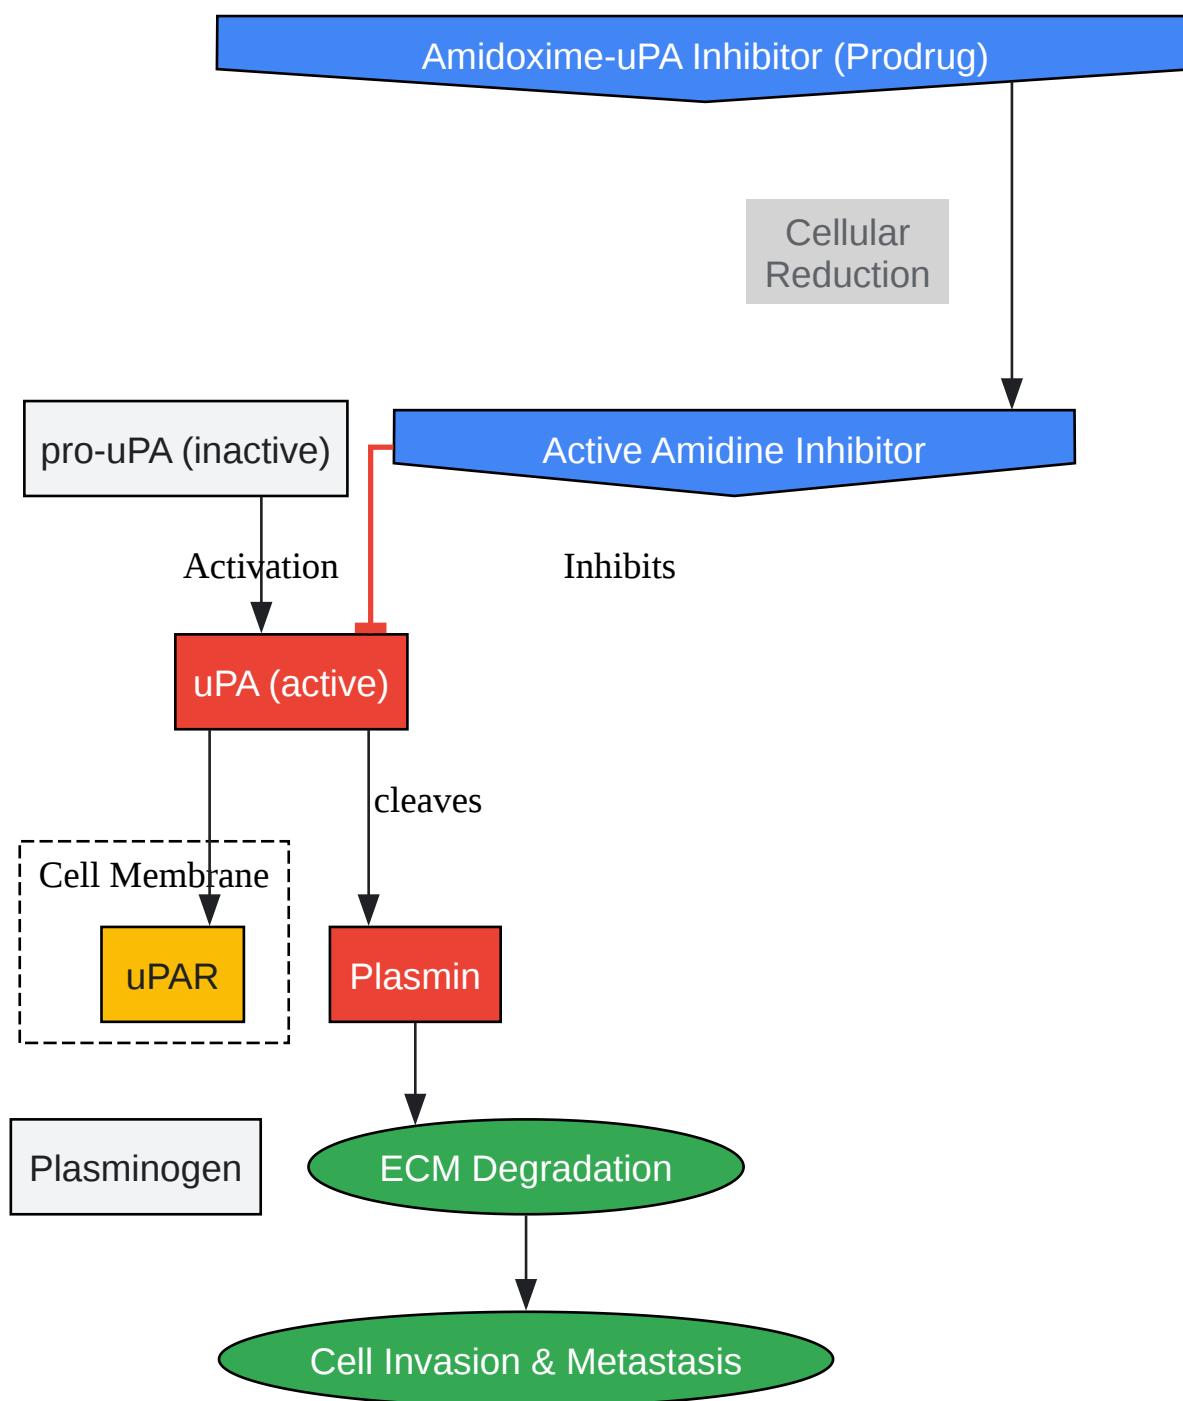 Amidoxime-uPA Inhibitor (Prodrug)
Cellular
Reduction
pro-uPA (inactive)
Active Amidine Inhibitor
Activation
Inhibits
uPA (active)
cleaves
Cell Membrane
uPAR
Plasmin
Plasminogen
ECM Degradation
Cell Invasion & Metastasis